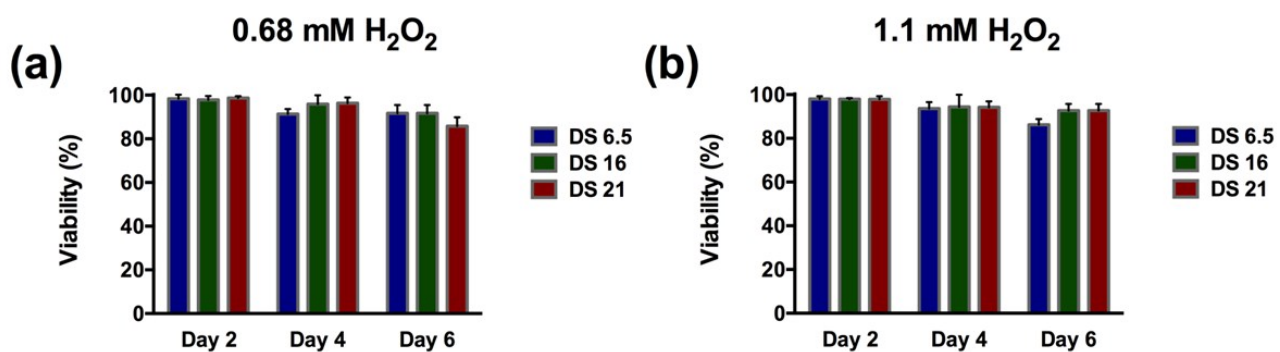 (a)
0.68 mM H₂O₂
Viability (%)
100
80
60
40
20
0
Day 2 Day 4 Day 6
DS 6.5
DS 16
DS 21
(b)
1.1 mM H₂O₂
Viability (%)
100
80
60
40
20
0
Day 2 Day 4 Day 6
DS 6.5
DS 16
DS 21